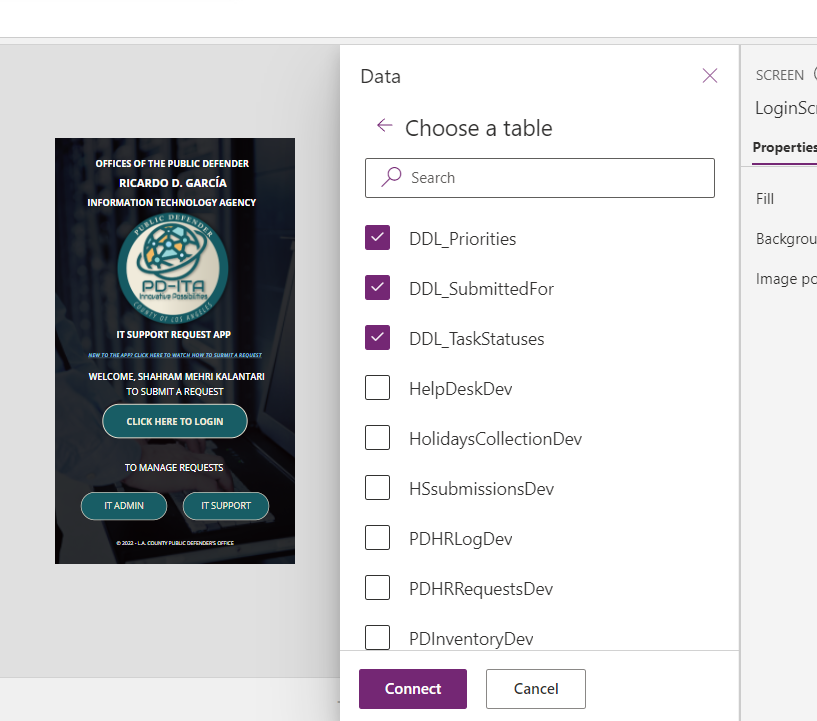 OFFICES OF THE PUBLIC DEFENDER
RICARDO D. GARCÍA
INFORMATION TECHNOLOGY AGENCY
PUBLIC DEFENDER
PD-ITA
Innovative Possibilities
COUNTY OF LOS ANGELES
IT SUPPORT REQUEST APP
NEW TO THE APP? CLICK HERE TO WATCH HOW TO SUBMIT A REQUEST
WELCOME, SHAHRAM MEHRI KALANTARI
TO SUBMIT A REQUEST
CLICK HERE TO LOGIN
TO MANAGE REQUESTS
IT ADMIN
IT SUPPORT
© 2022 - L.A. COUNTY PUBLIC DEFENDER'S OFFICE
Data
Choose a table
Search
DDL_Priorities
DDL_SubmittedFor
DDL_TaskStatuses
HelpDeskDev
HolidaysCollectionDev
HSsubmissionsDev
PDHRLogDev
PDHRRequestsDev
PDInventoryDev
Connect
Cancel
SCREEN
LoginScr
Properties
Fill
Backgrou
Image po